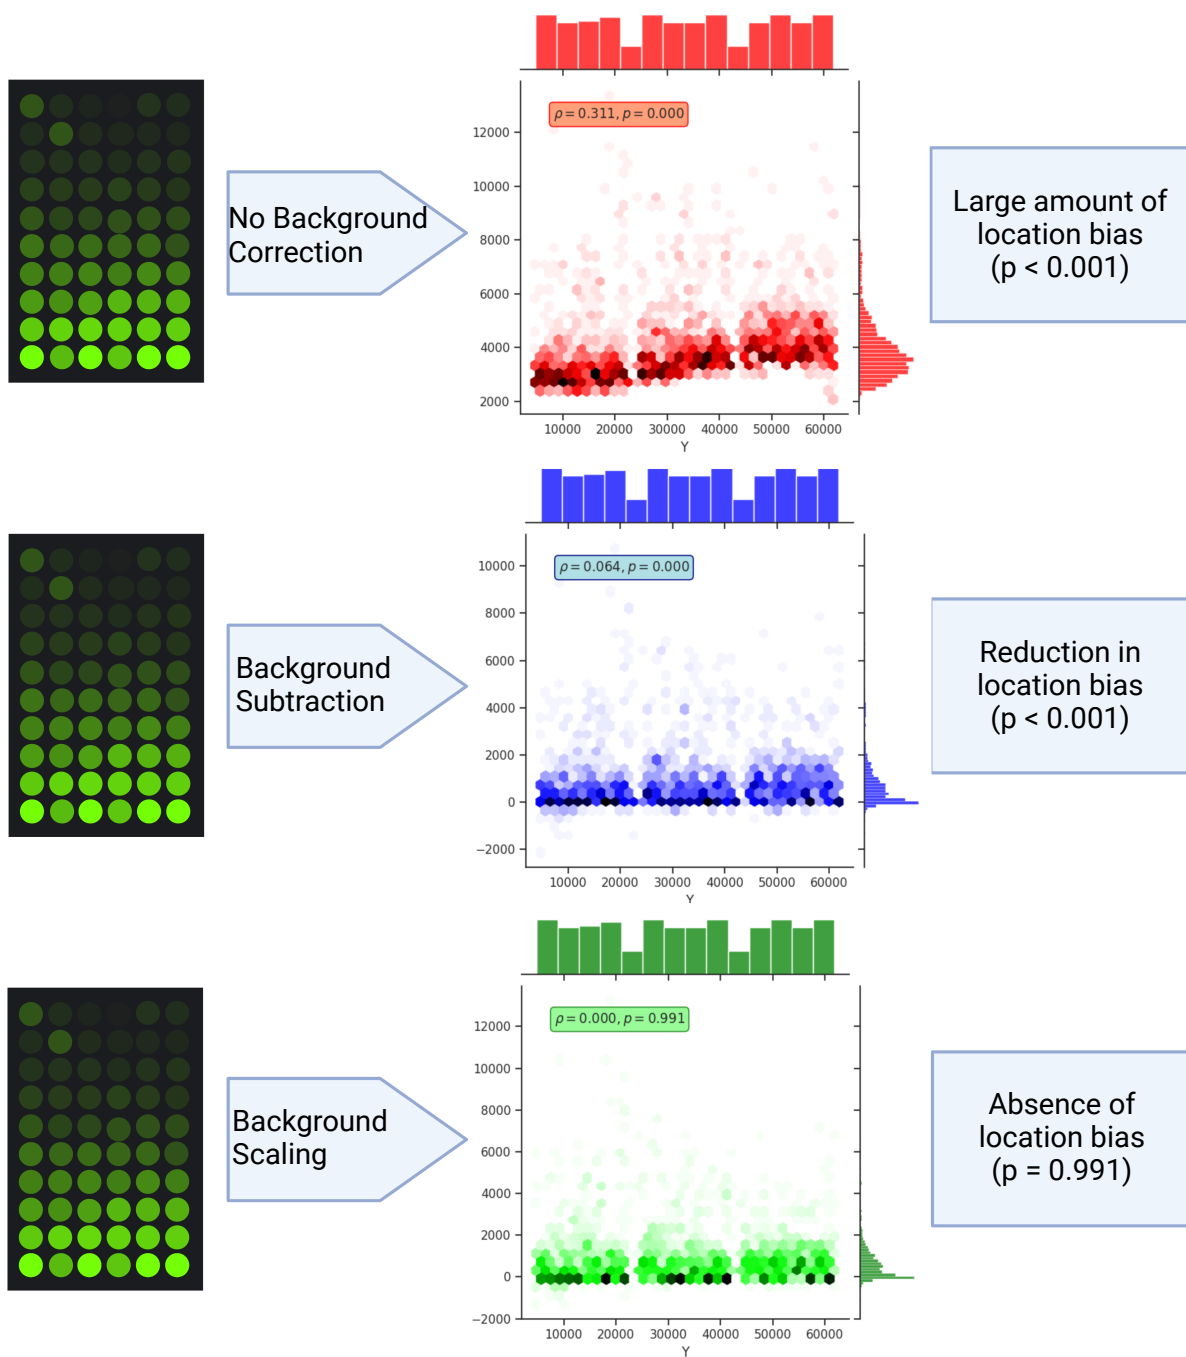 ρ = 0.311, p = 0.000
12000
10000
8000
6000
4000
2000
10000 20000 30000 40000 50000 60000
Y
No Background
Correction
Large amount of
location bias
(p < 0.001)
ρ = 0.064, p = 0.000
10000
8000
6000
4000
2000
0
−2000
10000 20000 30000 40000 50000 60000
Y
Background
Subtraction
Reduction in
location bias
(p < 0.001)
ρ = 0.000, p = 0.991
12000
10000
8000
6000
4000
2000
0
−2000
10000 20000 30000 40000 50000 60000
Y
Background
Scaling
Absence of
location bias
(p = 0.991)